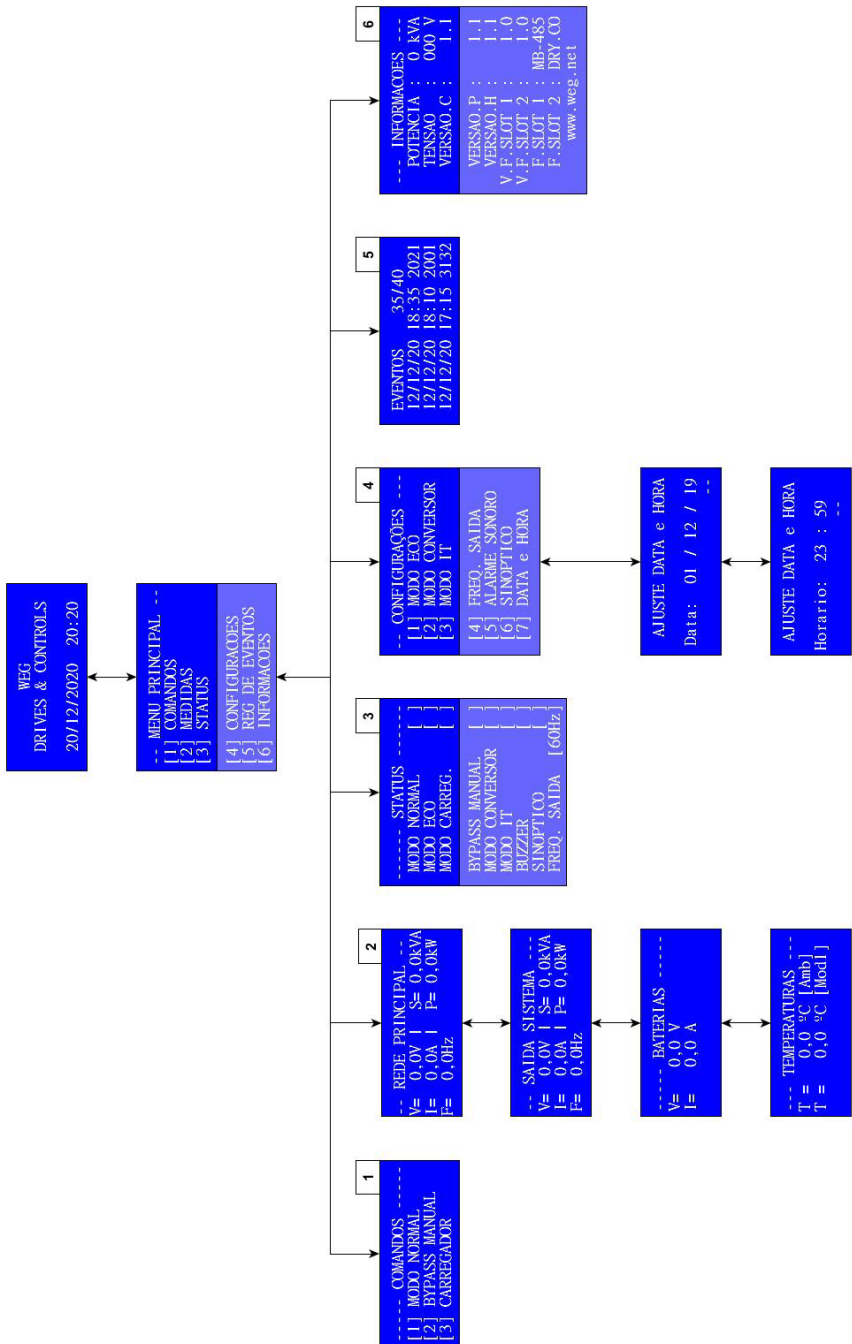 WEG
DRIVES & CONTROLS
20/12/2020 20:20
-- MENU PRINCIPAL --
[1] COMANDOS
[2] MEDIDAS
[3] STATUS
[4] CONFIGURACOES
[5] REG DE EVENTOS
[6] INFORMACOES
1
----- COMANDOS -----
[1] MODO NORMAL
[2] BYPASS MANUAL
[3] CARREGADOR
2
-- REDE PRINCIPAL --
V= 0,0V | S= 0,0kVA
I= 0,0A | P= 0,0kW
F= 0,0Hz
-- SAIDA SISTEMA ---
V= 0,0V | S= 0,0kVA
I= 0,0A | P= 0,0kW
F= 0,0Hz
----- BATERIAS -----
V= 0,0 V
I= 0,0 A
--- TEMPERATURAS ---
T = 0,0 ºC [Amb]
T = 0,0 ºC [Modl]
3
------ STATUS ------
MODO NORMAL [ ]
MODO ECO [ ]
MODO CARREG. [ ]
BYPASS MANUAL [ ]
MODO CONVERSOR [ ]
MODO IT [ ]
BUZZER [ ]
SINOPTICO [ ]
FREQ. SAIDA [60Hz]
4
-- CONFIGURAÇÕES ---
[1] MODO ECO
[2] MODO CONVERSOR
[3] MODO IT
[4] FREQ. SAIDA
[5] ALARME SONORO
[6] SINOPTICO
[7] DATA e HORA
AJUSTE DATA e HORA
Data: 01 / 12 / 19
--
AJUSTE DATA e HORA
Horario: 23 : 59
--
5
EVENTOS 35/40
12/12/20 18:35 2021
12/12/20 18:10 2001
12/12/20 17:15 3132
6
--- INFORMACOES ---
POTENCIA : 0 kVA
TENSAO : 000 V
VERSAO.C : 1.1
VERSAO.P : 1.1
VERSAO.H : 1.1
V.F.SLOT 1 : 1.0
V.F.SLOT 2 : 1.0
F.SLOT 1 : MB-485
F.SLOT 2 : DRY.CO
www.weg.net